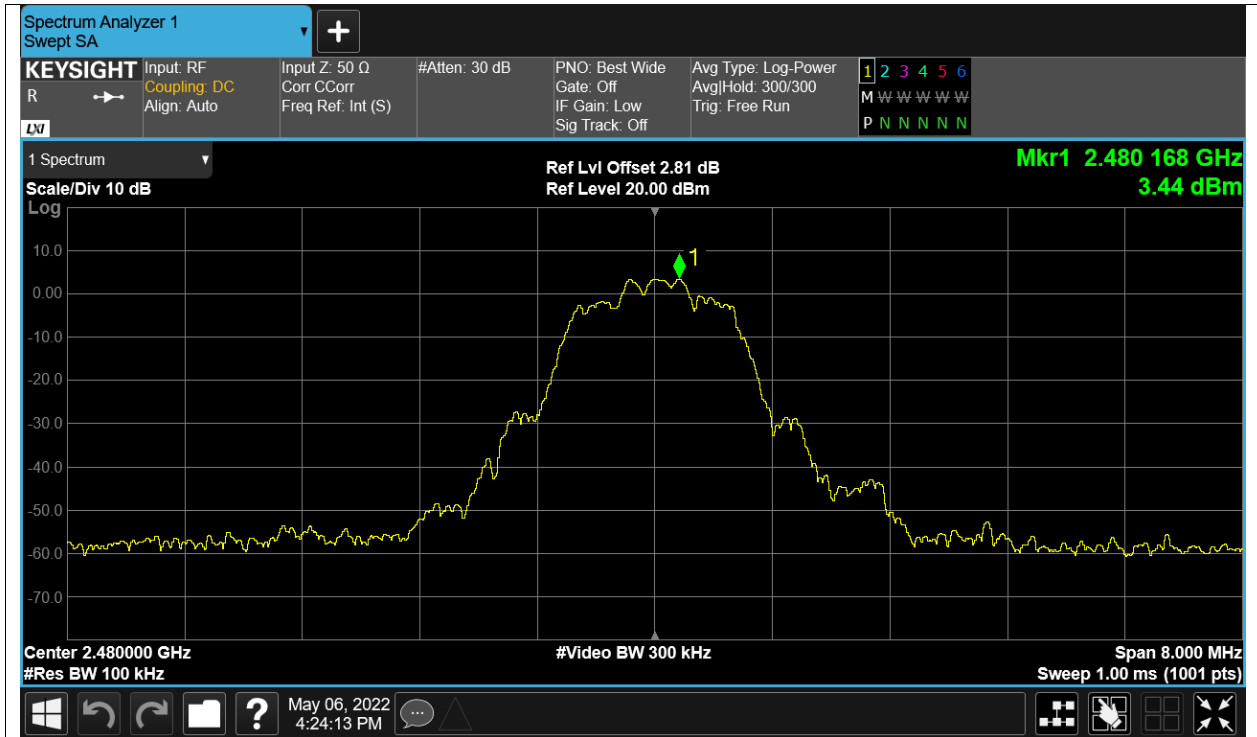 Spectrum Analyzer 1
Swept SA
+
KEYSIGHT
R
LXI
Input: RF
Coupling: DC
Align: Auto
Input Z: 50 Ω
Corr CCorr
Freq Ref: Int (S)
#Atten: 30 dB
PNO: Best Wide
Gate: Off
IF Gain: Low
Sig Track: Off
Avg Type: Log-Power
Avg|Hold: 300/300
Trig: Free Run
1 2 3 4 5 6
M W W W W W
P N N N N N
1 Spectrum
Scale/Div 10 dB
Log
Ref Lvl Offset 2.81 dB
Ref Level 20.00 dBm
Mkr1 2.480 168 GHz
3.44 dBm
1
10.0
0.00
-10.0
-20.0
-30.0
-40.0
-50.0
-60.0
-70.0
Center 2.480000 GHz
#Res BW 100 kHz
#Video BW 300 kHz
Span 8.000 MHz
Sweep 1.00 ms (1001 pts)
?
May 06, 2022
4:24:13 PM